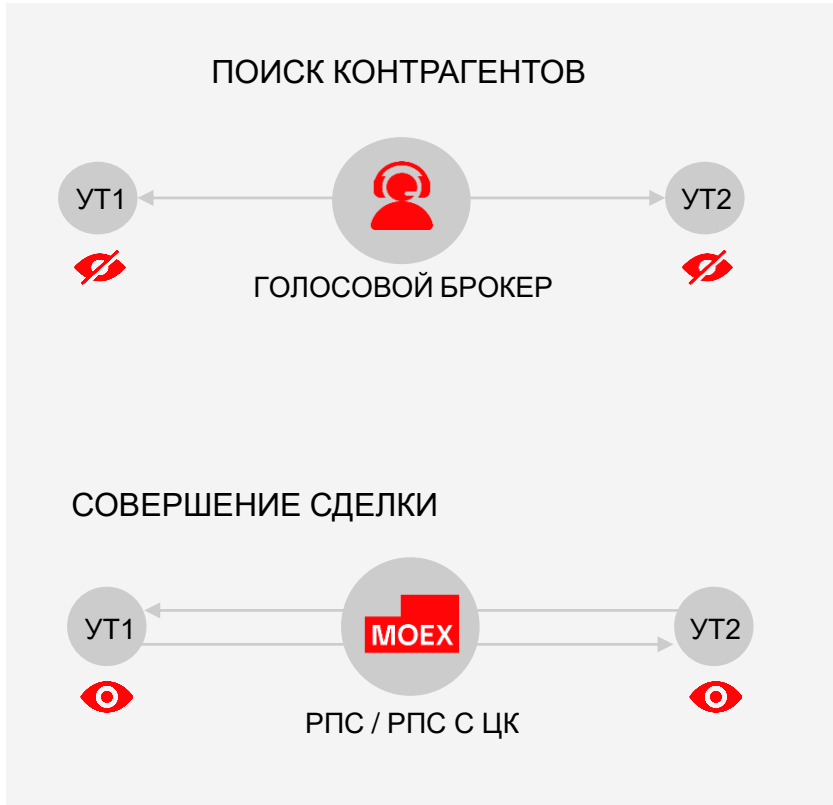 ПОИСК КОНТРАГЕНТОВ
УТ1
УТ2
ГОЛОСОВОЙ БРОКЕР
СОВЕРШЕНИЕ СДЕЛКИ
УТ1
MOEX
УТ2
РПС / РПС С ЦК